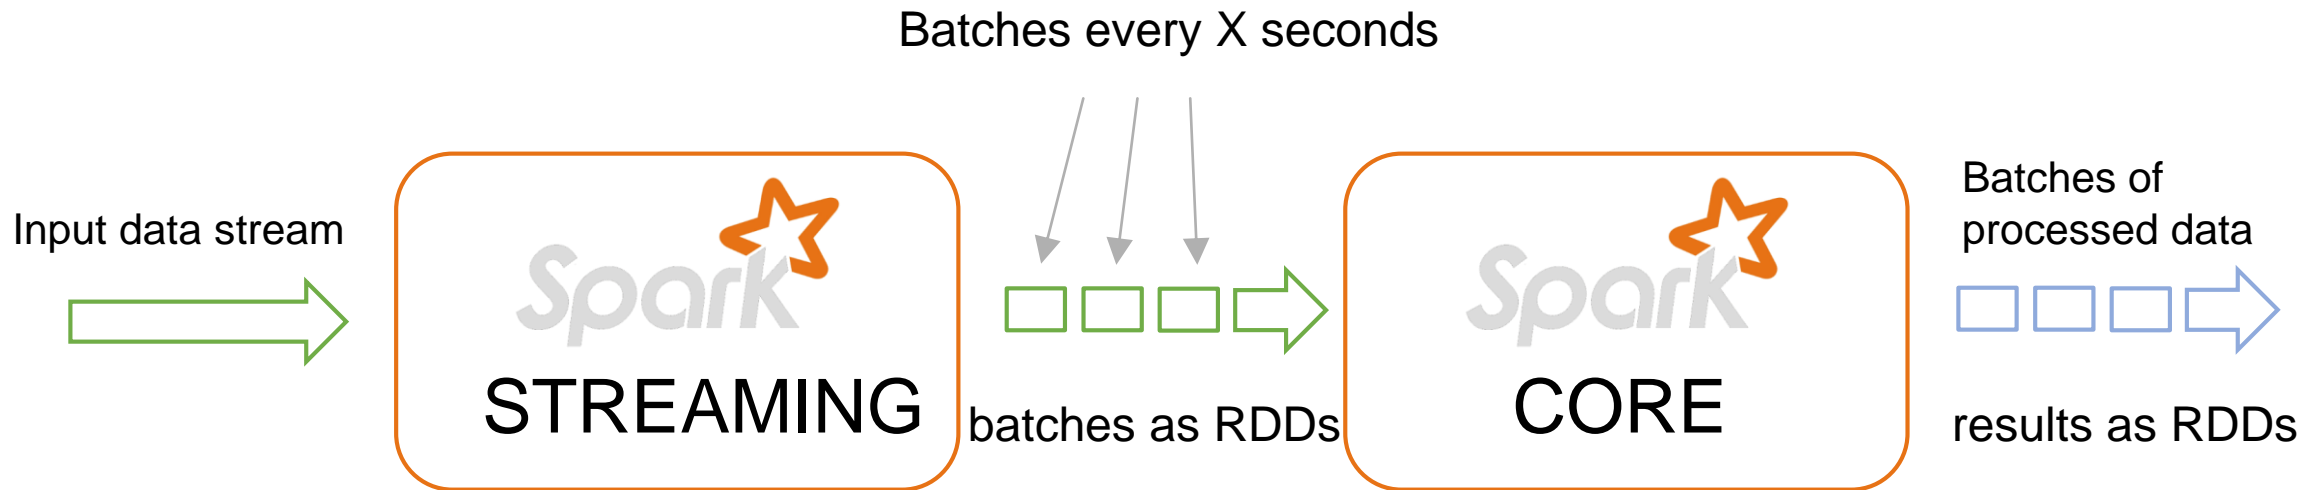 Batches every X seconds
Input data stream
Spark
STREAMING
batches as RDDs
Spark
CORE
Batches of
processed data
results as RDDs